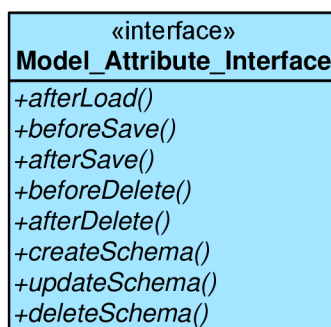 «interface»
Model_Attribute_Interface
+afterLoad()
+beforeSave()
+afterSave()
+beforeDelete()
+afterDelete()
+createSchema()
+updateSchema()
+deleteSchema()